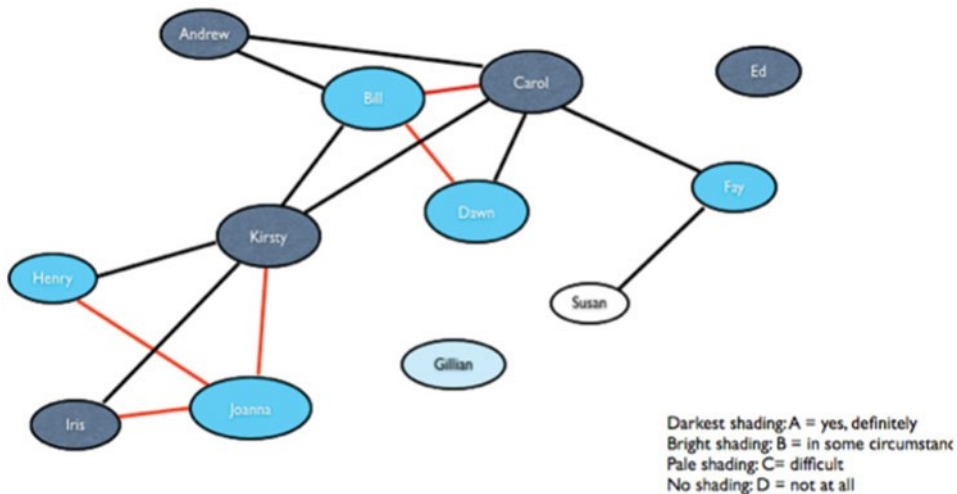 Andrew
Carol
Ed
Bill
Fay
Dawn
Kirsty
Henry
Susan
Gillian
Joanna
Iris
Darkest shading: A = yes, definitely
Bright shading: B = in some circumstanc
Pale shading: C= difficult
No shading: D = not at all